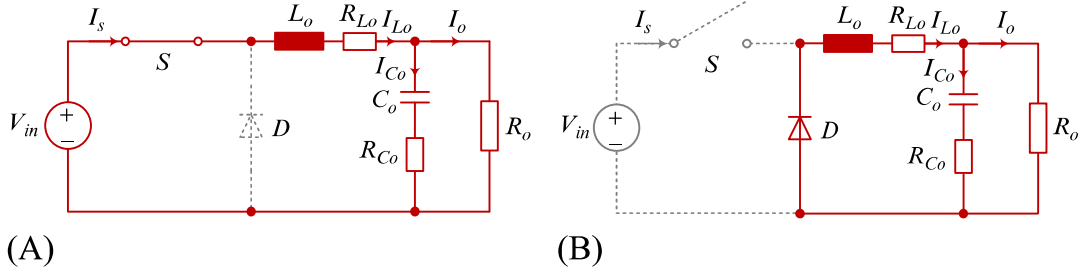 I_s L_o R_Lo I_Lo I_o
S
I_Co
C_o
V_in + − D R_o
R_Co
(A)
I_s L_o R_Lo I_Lo I_o
S
I_Co
C_o
V_in + − D R_o
R_Co
(B)